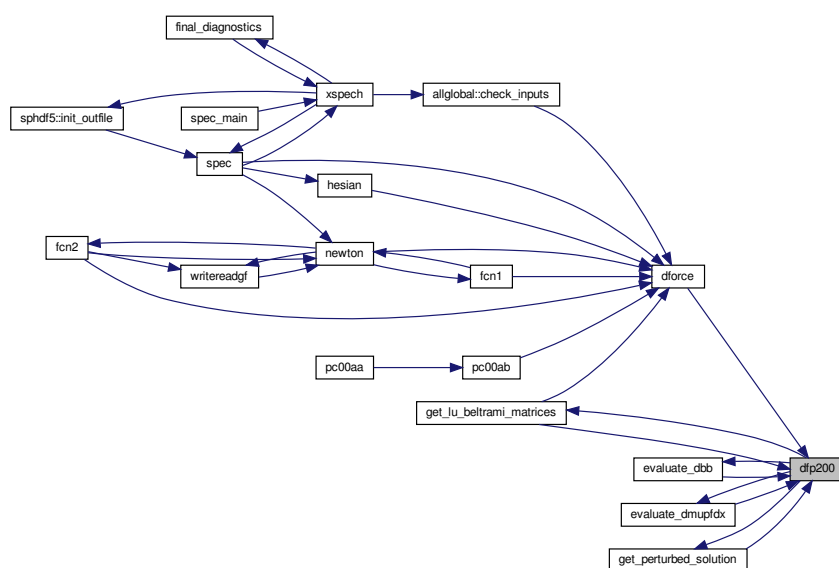 final_diagnostics
xspech
allglobal::check_inputs
sphdf5::init_outfile
spec_main
spec
hesian
fcn2
newton
writereadgf
fcn1
dforce
pc00aa
pc00ab
get_lu_beltrami_matrices
evaluate_dbb
dfp200
evaluate_dmupfdx
get_perturbed_solution